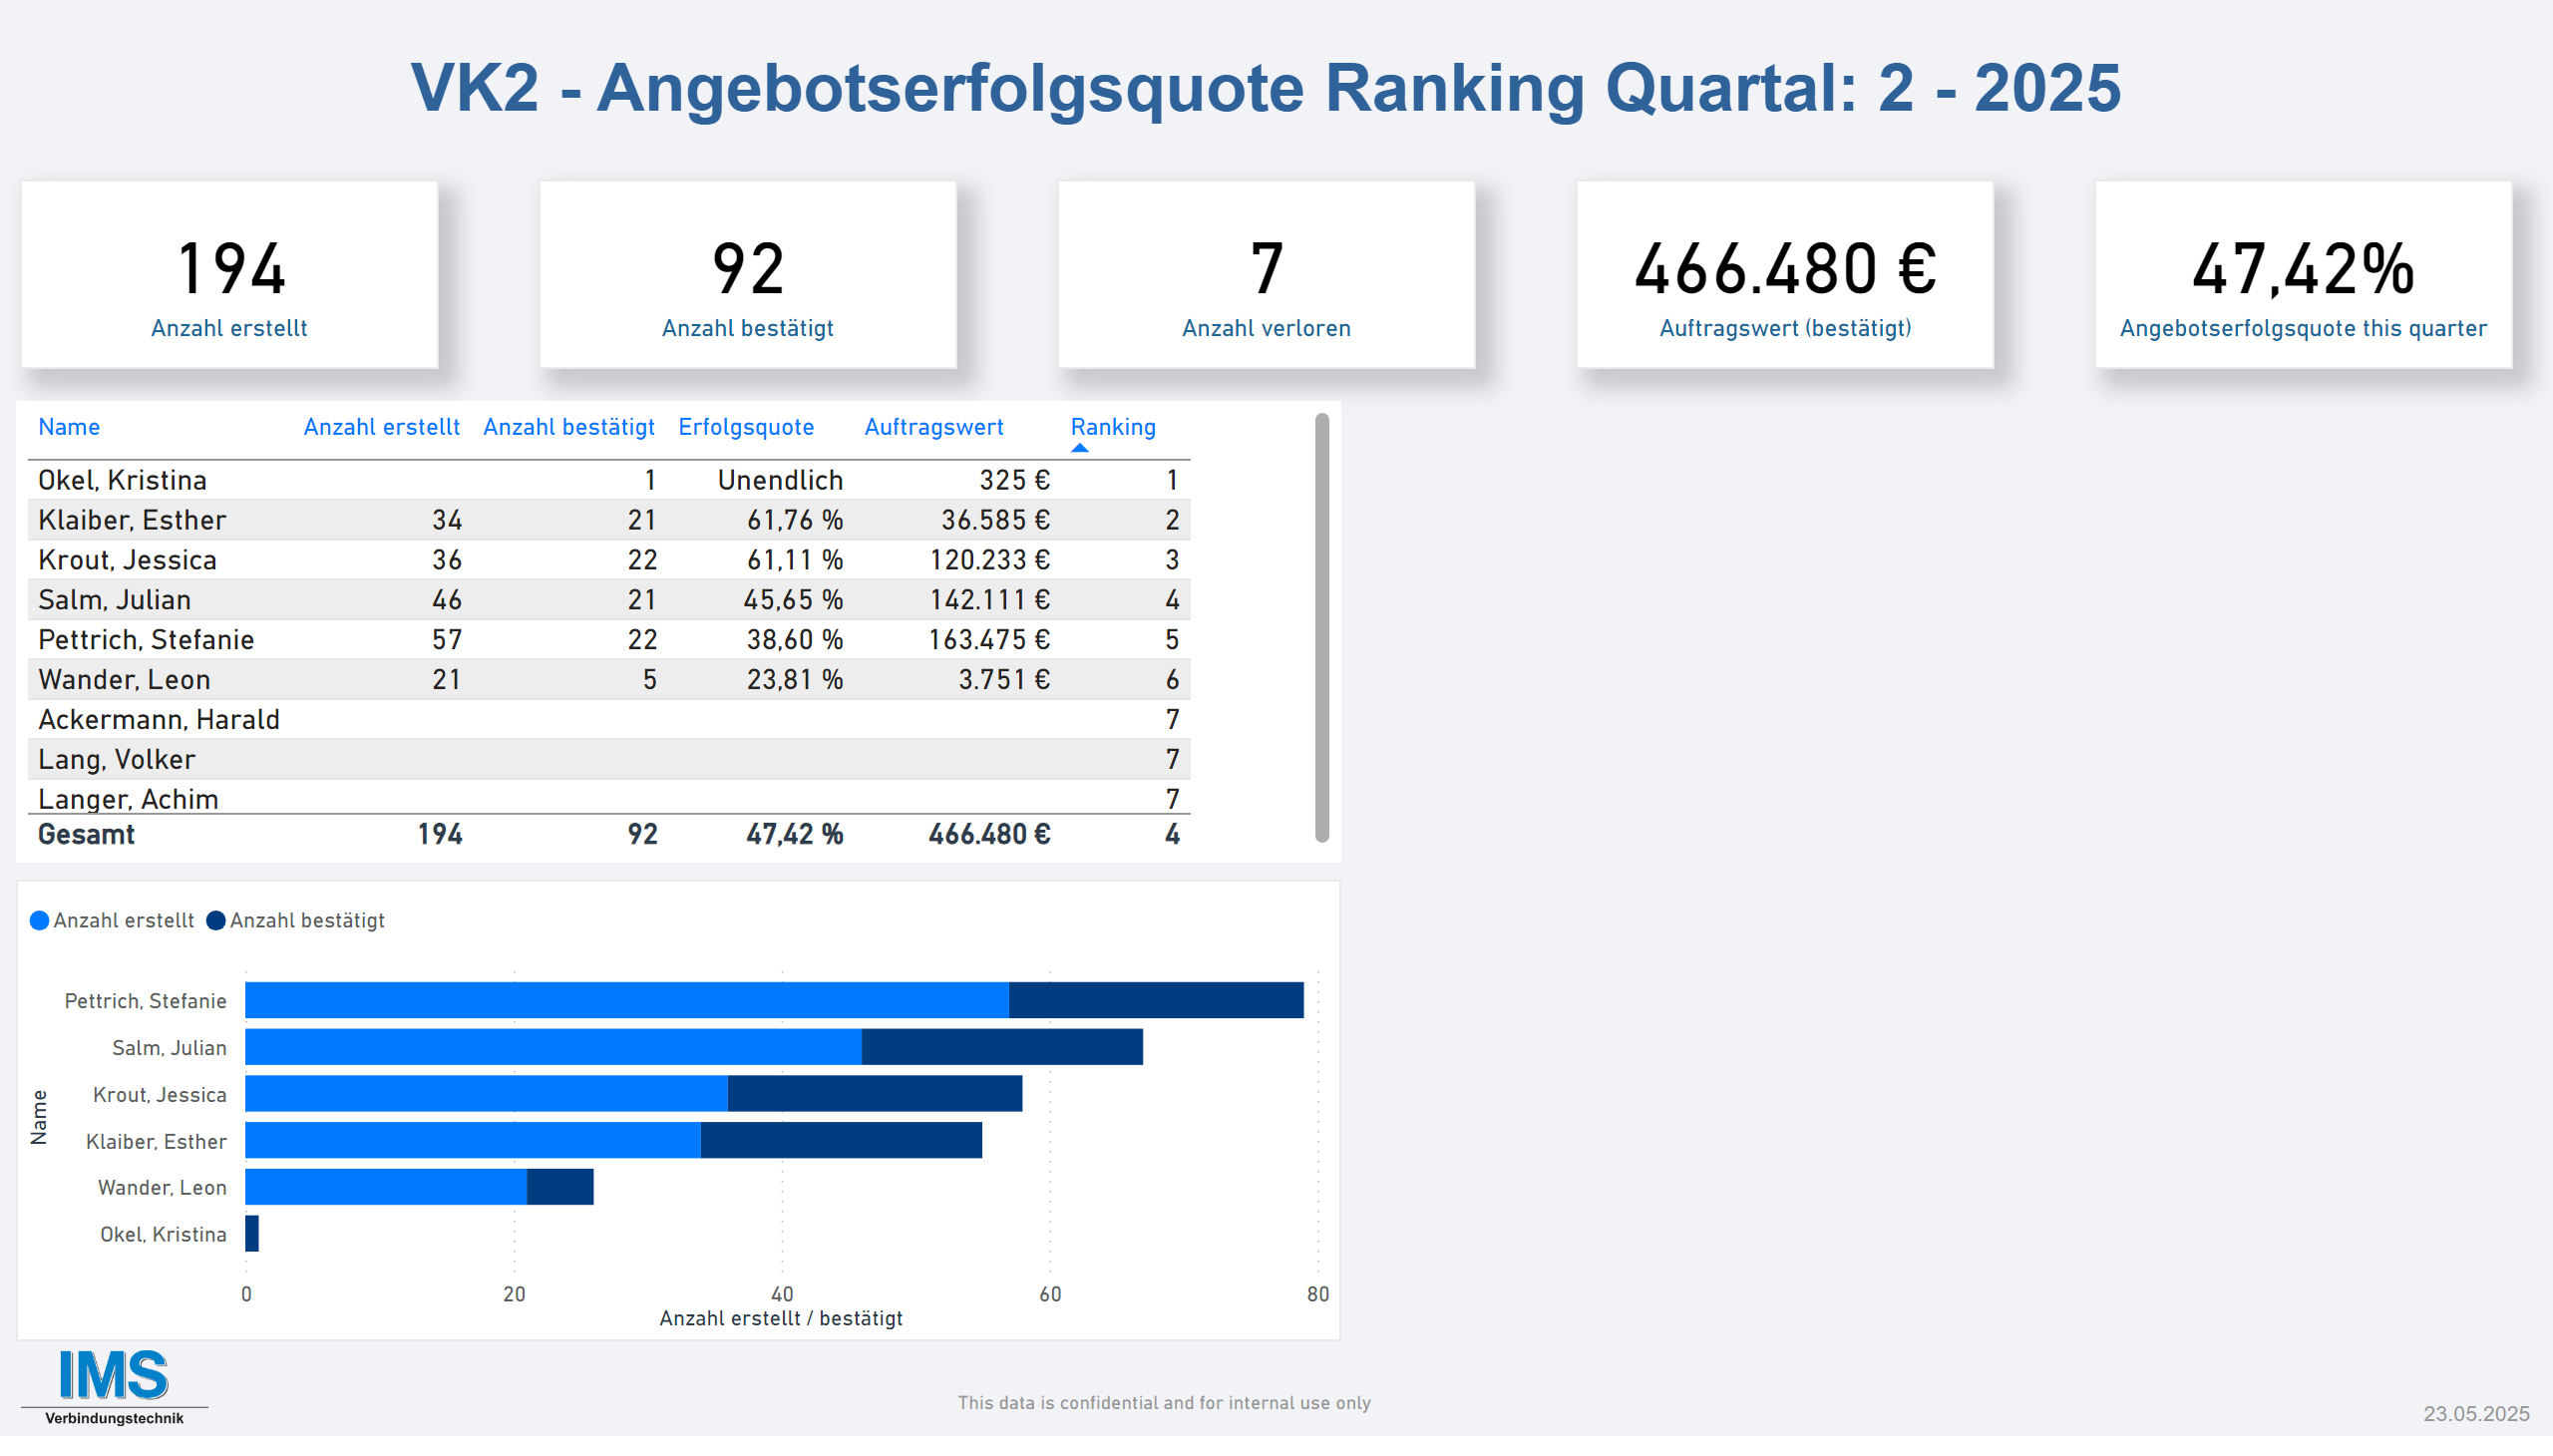 VK2 - Angebotserfolgsquote Ranking Quartal: 2 - 2025
194
Anzahl erstellt
92
Anzahl bestätigt
7
Anzahl verloren
466.480 €
Auftragswert (bestätigt)
47,42%
Angebotserfolgsquote this quarter
Name Anzahl erstellt Anzahl bestätigt Erfolgsquote Auftragswert Ranking
Okel, Kristina 1 Unendlich 325 € 1
Klaiber, Esther 34 21 61,76 % 36.585 € 2
Krout, Jessica 36 22 61,11 % 120.233 € 3
Salm, Julian 46 21 45,65 % 142.111 € 4
Pettrich, Stefanie 57 22 38,60 % 163.475 € 5
Wander, Leon 21 5 23,81 % 3.751 € 6
Ackermann, Harald 7
Lang, Volker 7
Langer, Achim 7
Gesamt 194 92 47,42 % 466.480 € 4
Anzahl erstellt Anzahl bestätigt
Name
Pettrich, Stefanie
Salm, Julian
Krout, Jessica
Klaiber, Esther
Wander, Leon
Okel, Kristina
0 20 40 60 80
Anzahl erstellt / bestätigt
IMS
Verbindungstechnik
This data is confidential and for internal use only
23.05.2025